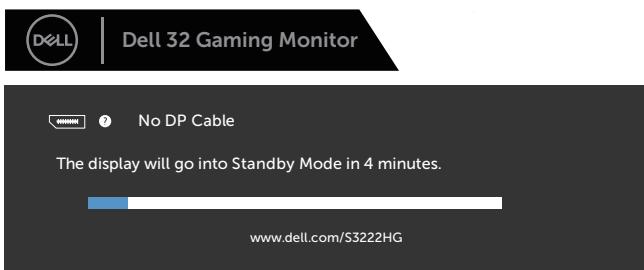 DELL
Dell 32 Gaming Monitor
? No DP Cable
The display will go into Standby Mode in 4 minutes.
www.dell.com/S3222HG